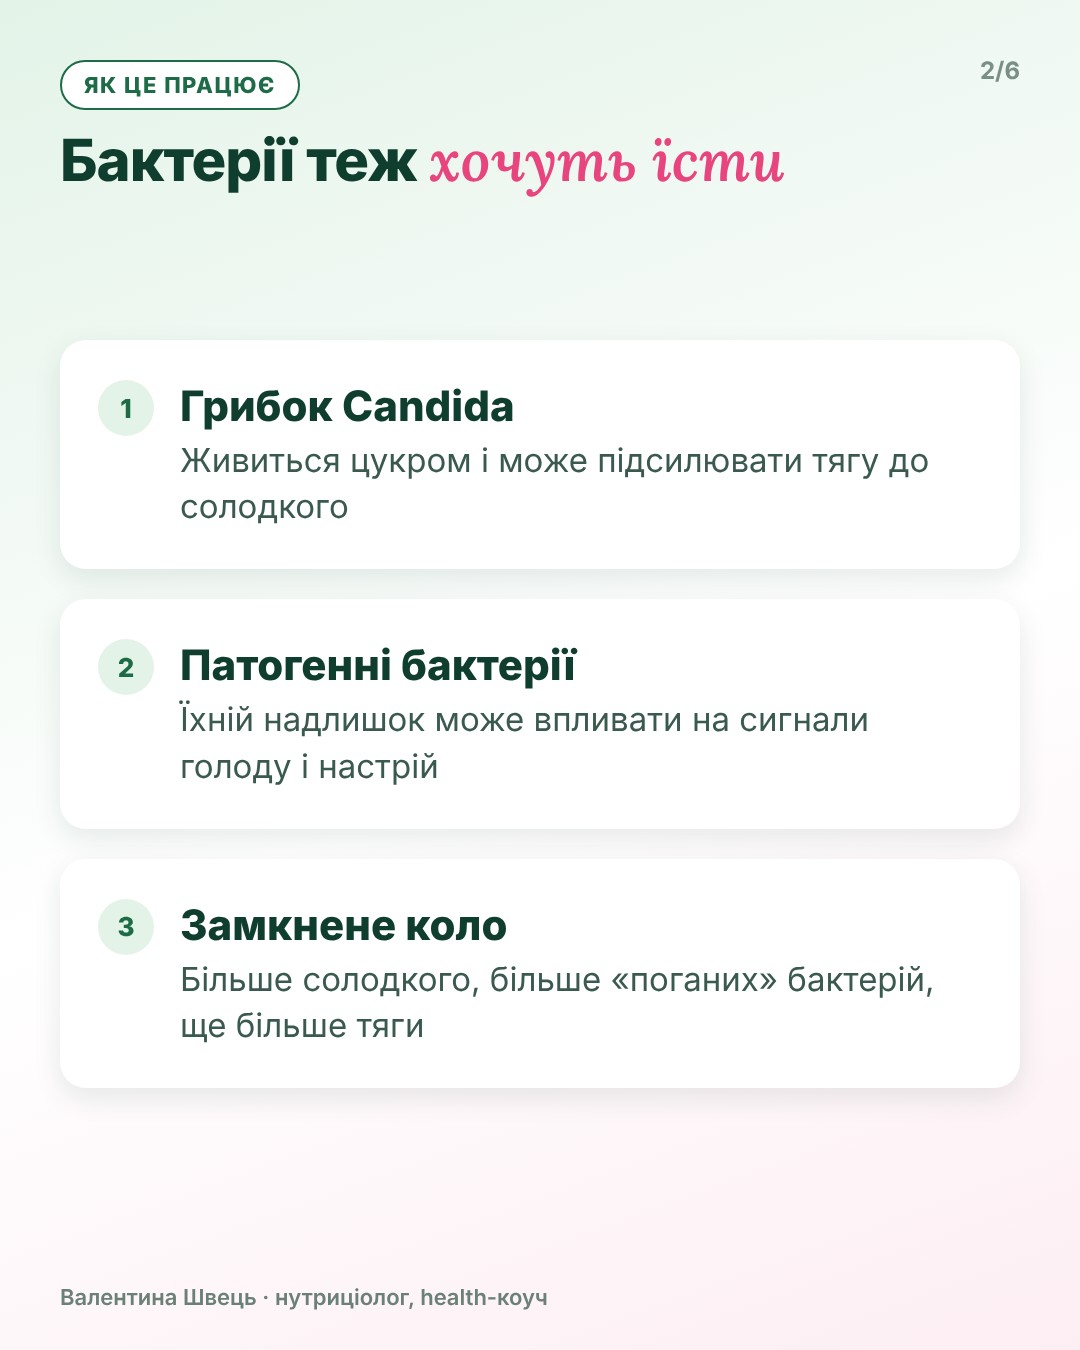 ЯК ЦЕ ПРАЦЮЄ
2/6
Бактерії теж хочуть їсти
1
Грибок Candida
Живиться цукром і може підсилювати тягу до
солодкого
2
Патогенні бактерії
Їхній надлишок може впливати на сигнали
голоду і настрій
3
Замкнене коло
Більше солодкого, більше «поганих» бактерій,
ще більше тяги
Валентина Швець · нутриціолог, health-коуч